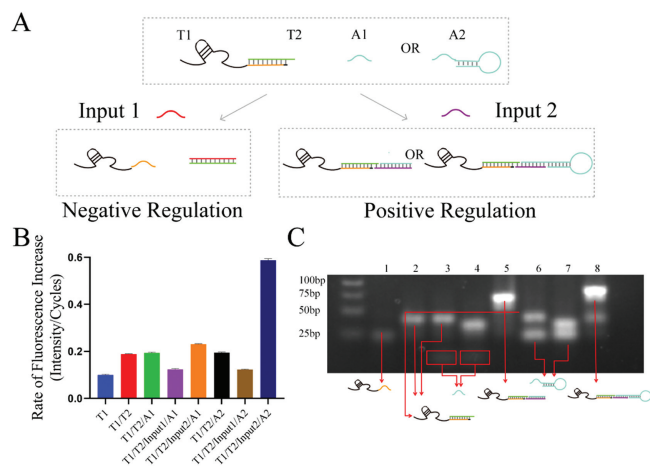 A
T1
T2
A1
OR
A2
Input 1
Input 2
OR
Negative Regulation
Positive Regulation
B
Rate of Fluorescence Increase
(Intensity/Cycles)
0.6
0.4
0.2
0.0
T1
T1/T2
T1/T2/A1
T1/T2/Input1/A1
T1/T2/Input2/A1
T1/T2/A2
T1/T2/Input1/A2
T1/T2/Input2/A2
C
1 2 3 4 5 6 7 8
100bp
75bp
50bp
25bp